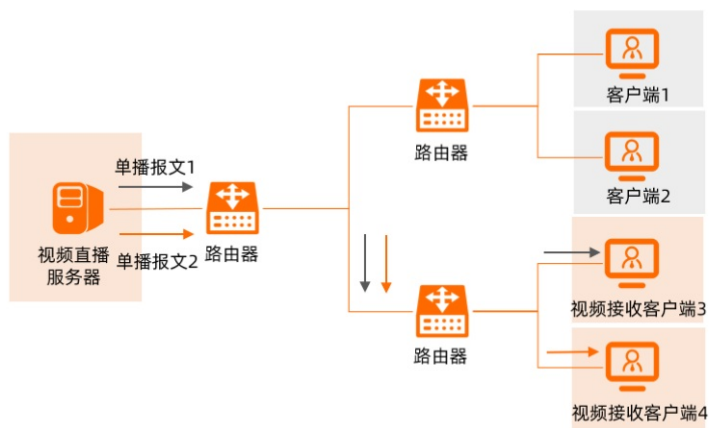 客户端1
路由器
单播报文1
客户端2
视频直播
服务器
单播报文2
路由器
视频接收客户端3
路由器
视频接收客户端4